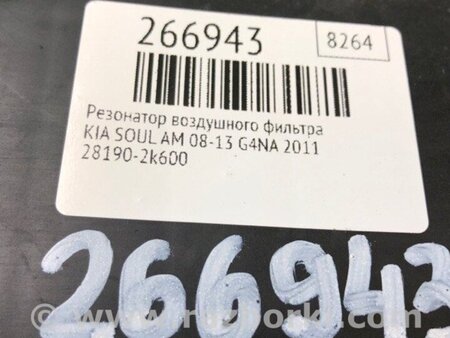 266943
8264
Резонатор воздушного фильтра
KIA SOUL AM 08-13 G4NA 2011
28190-2k600
266943